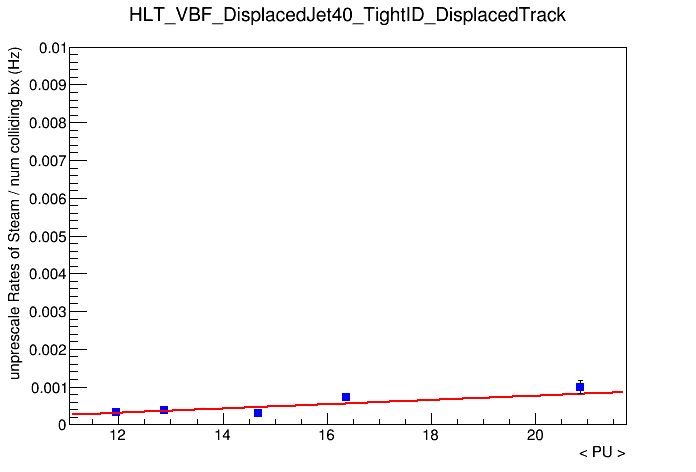 HLT_VBF_DisplacedJet40_TightID_DisplacedTrack
unprescale Rates of Steam / num colliding bx (Hz)
0.01
0.009
0.008
0.007
0.006
0.005
0.004
0.003
0.002
0.001
0
12 14 16 18 20
< PU >